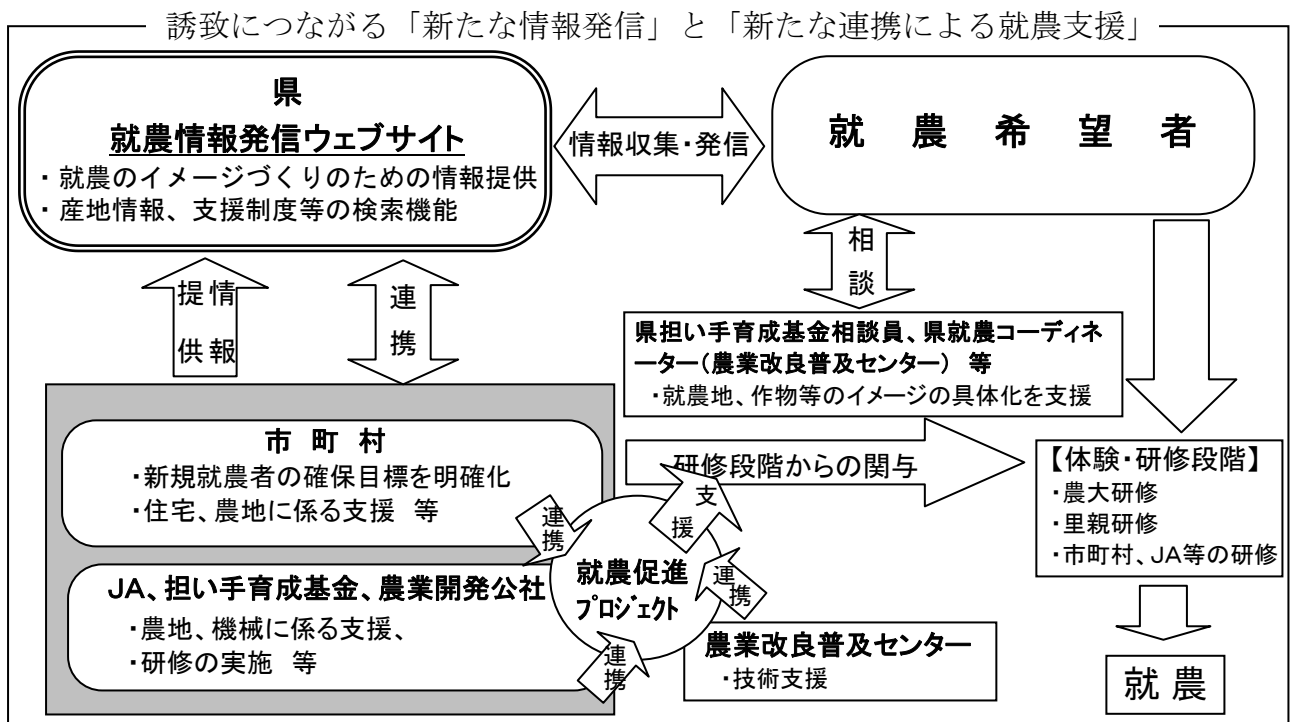 誘致につながる「新たな情報発信」と「新たな連携による就農支援」
県
就農情報発信ウェブサイト
・就農のイメージづくりのための情報提供
・産地情報、支援制度等の検索機能
情報収集・発信
就農希望者
相談
情報提供
連携
県担い手育成基金相談員、県就農コーディネ
ーター(農業改良普及センター) 等
・就農地、作物等のイメージの具体化を支援
市町村
・新規就農者の確保目標を明確化
・住宅、農地に係る支援 等
研修段階からの関与
【体験・研修段階】
・農大研修
・里親研修
・市町村、JA等の研修
支援
連携
JA、担い手育成基金、農業開発公社
・農地、機械に係る支援、
・研修の実施 等
就農促進
プロジェクト
連携
連携
農業改良普及センター
・技術支援
就農